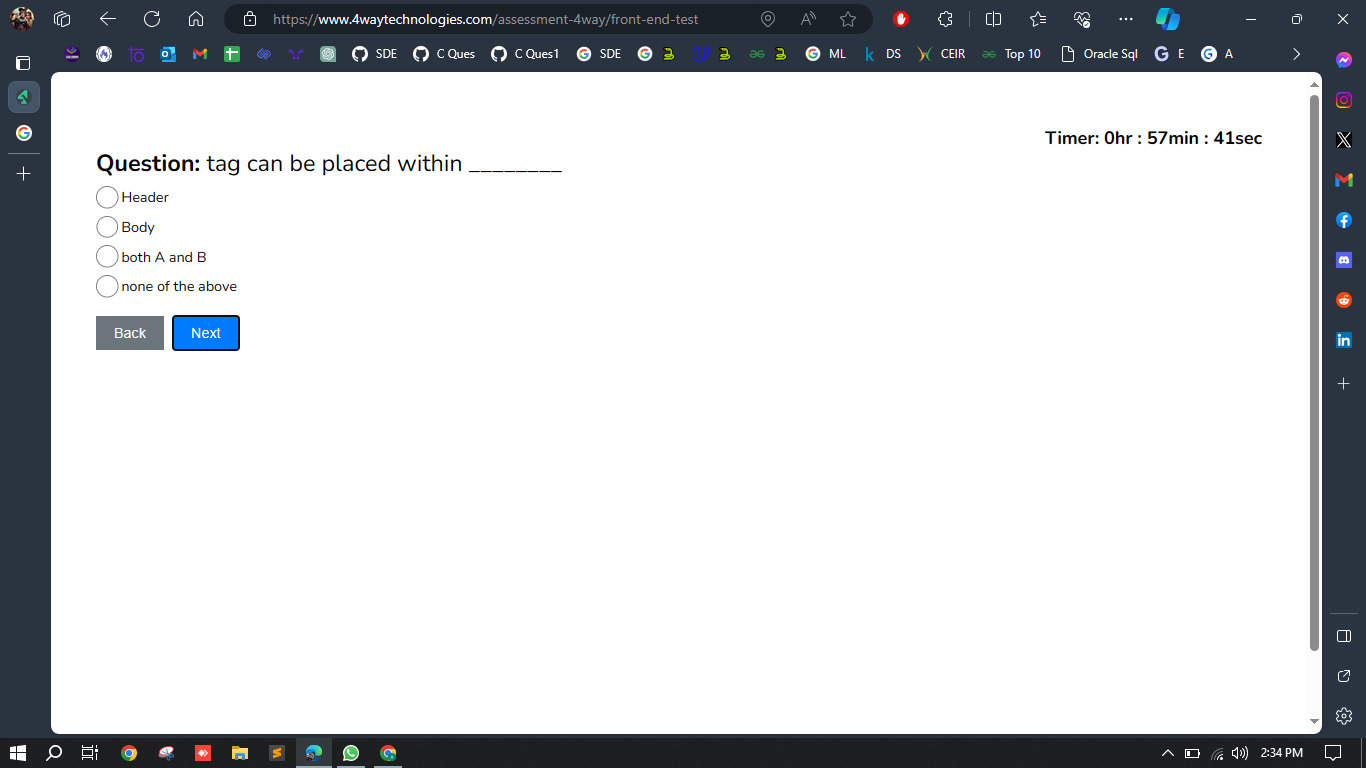 https://www.4waytechnologies.com/assessment-4way/front-end-test
SDE
C Ques
C Ques1
SDE
ML
DS
CEIR
Top 10
Oracle Sql
E
A
Timer: 0hr : 57min : 41sec
Question: tag can be placed within ________
Header
Body
both A and B
none of the above
Back
Next
2:34 PM